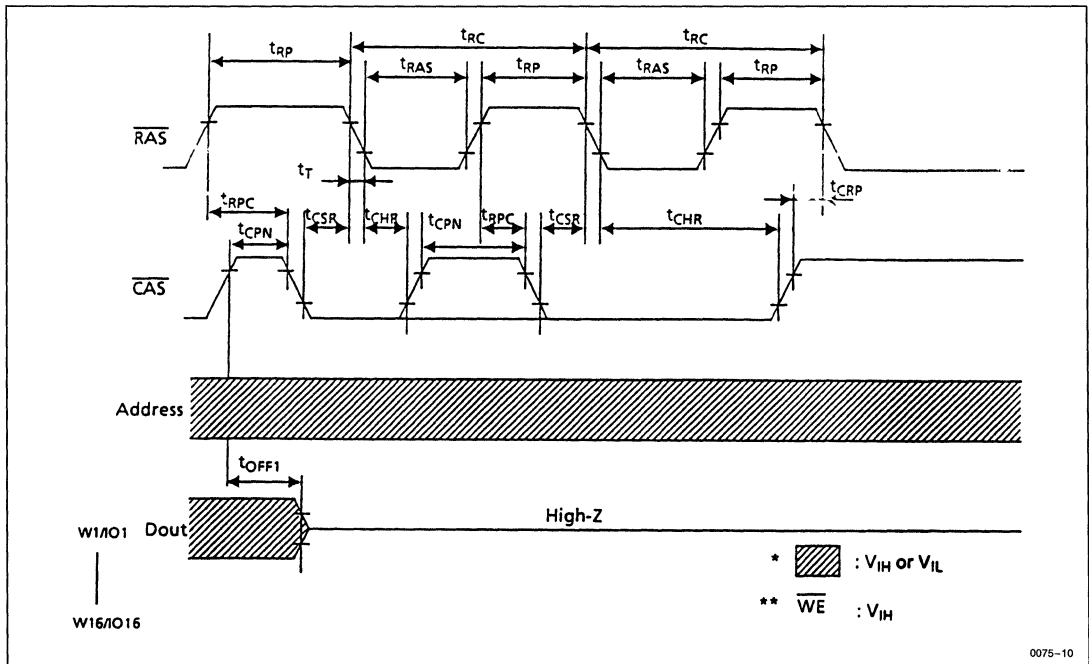 tRP tRC tRC
tRAS tRP tRAS tRP
RAS
tT
tRPC tCRP
tCSR tCHR tCPN tRPC tCSR tCHR
tCPN
CAS
Address
tOFF1
High-Z
W1/IO1 Dout
* : VIH or VIL
** WE : VIH
W16/IO16
0075-10